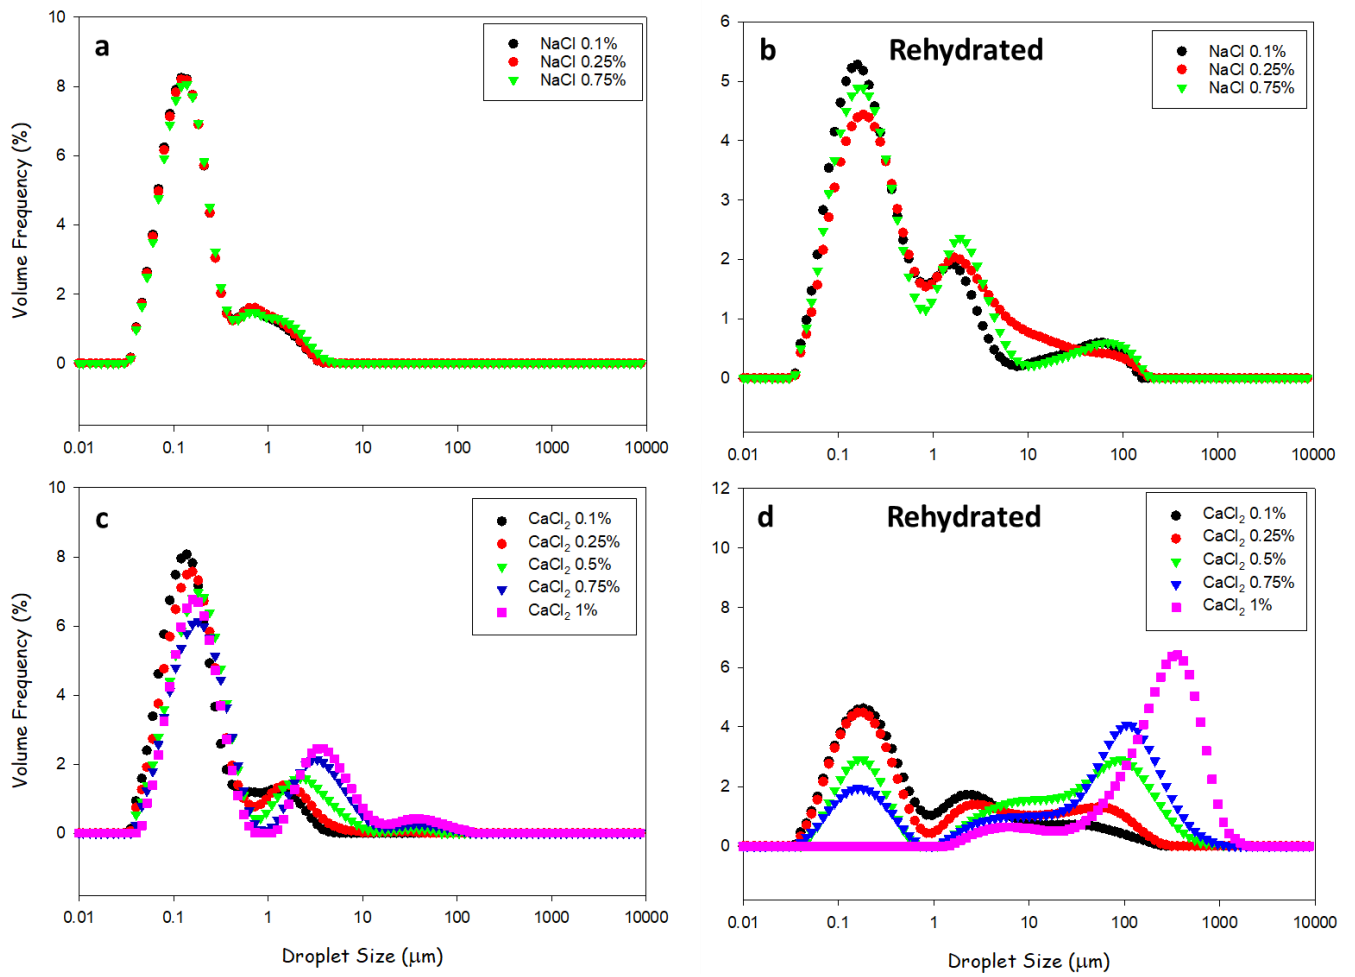 a
NaCl 0.1%
NaCl 0.25%
NaCl 0.75%
Volume Frequency (%)
10
8
6
4
2
0
0.01 0.1 1 10 100 1000 10000
b Rehydrated
NaCl 0.1%
NaCl 0.25%
NaCl 0.75%
6
5
4
3
2
1
0
0.01 0.1 1 10 100 1000 10000
c
CaCl2 0.1%
CaCl2 0.25%
CaCl2 0.5%
CaCl2 0.75%
CaCl2 1%
Volume Frequency (%)
10
8
6
4
2
0
0.01 0.1 1 10 100 1000 10000
Droplet Size (μm)
d Rehydrated
CaCl2 0.1%
CaCl2 0.25%
CaCl2 0.5%
CaCl2 0.75%
CaCl2 1%
12
10
8
6
4
2
0
0.01 0.1 1 10 100 1000 10000
Droplet Size (μm)